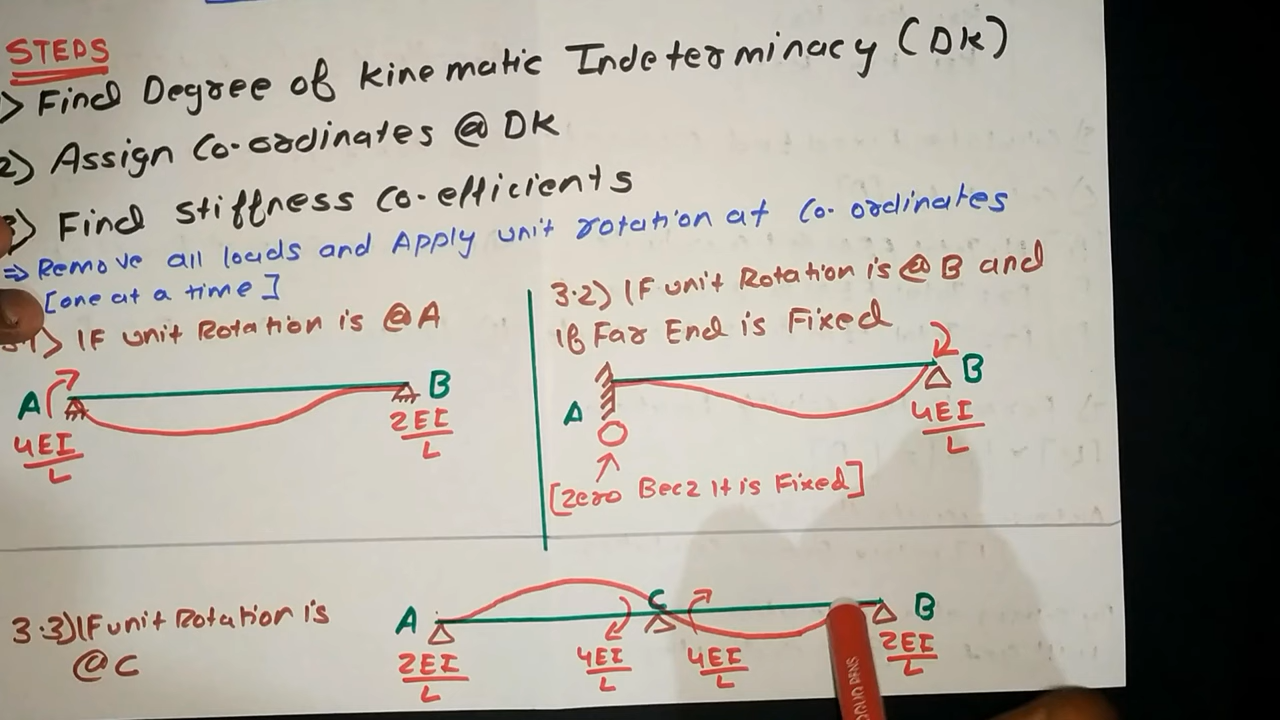 STEPS
1) Find Degree of kinematic Indeterminacy (DK)
2) Assign Co-ordinates @ DK
3) Find stiffness co-efficients
⇒ Remove all loads and Apply unit rotation at Co-ordinates
[one at a time]
3.1) IF unit Rotation is @ A
A B
4EI/L 2EI/L
3.2) IF unit Rotation is @ B and
if Far End is Fixed
A B
0 4EI/L
[Zero Becz it is Fixed]
3.3) IF unit Rotation is
@ C
A C B
2EI/L 4EI/L 4EI/L 2EI/L